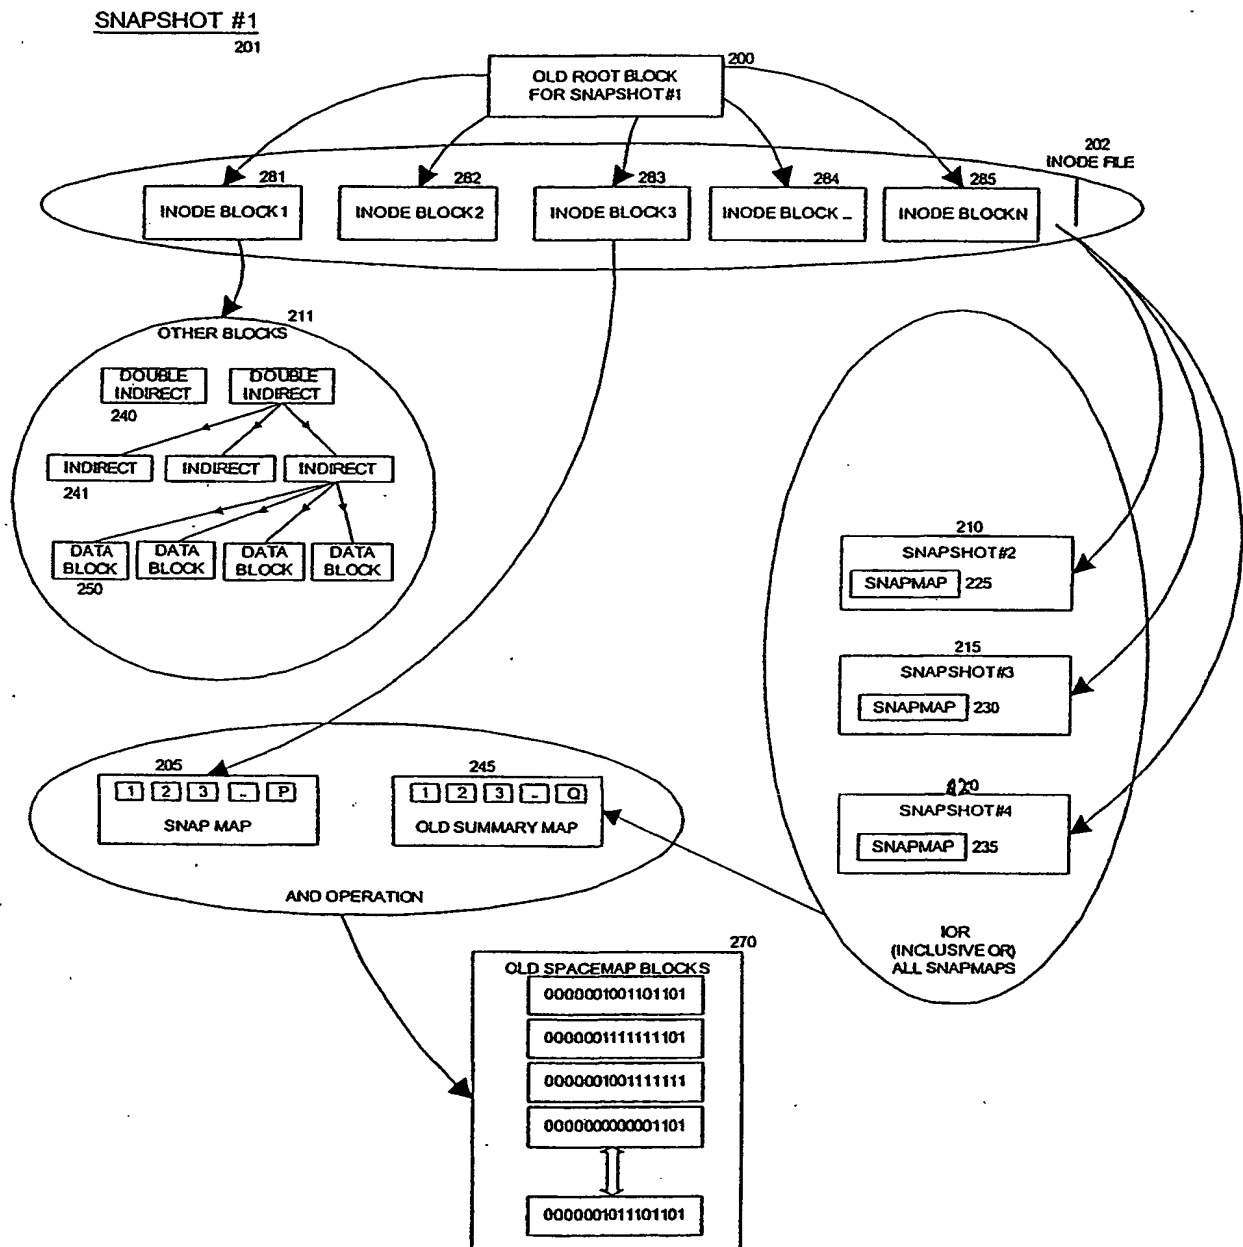 SNAPSHOT #1
201
OLD ROOT BLOCK
FOR SNAPSHOT#1
200
202
INODE FILE
281
INODE BLOCK1
282
INODE BLOCK2
283
INODE BLOCK3
284
INODE BLOCK _
285
INODE BLOCKN
211
OTHER BLOCKS
DOUBLE
INDIRECT
DOUBLE
INDIRECT
240
INDIRECT
INDIRECT
INDIRECT
241
DATA
BLOCK
DATA
BLOCK
DATA
BLOCK
DATA
BLOCK
250
210
SNAPSHOT#2
SNAPMAP
225
215
SNAPSHOT#3
SNAPMAP
230
SNAPSHOT#4
SNAPMAP
235
IOR
(INCLUSIVE OR)
ALL SNAPMAPS
205
1 2 3 _ P
SNAP MAP
245
1 2 3 _ Q
OLD SUMMARY MAP
AND OPERATION
270
OLD SPACEMAP BLOCKS
0000001001101101
0000001111111101
0000001001111111
0000000000001101
0000001011101101